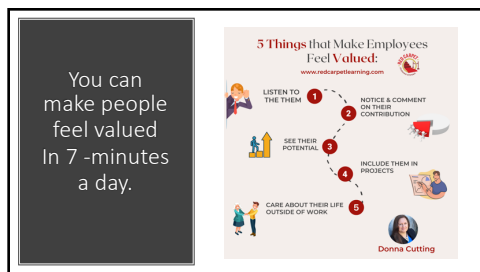 You can
make people
feel valued
In 7 -minutes
a day.
5 Things that Make Employees
Feel Valued:
www.redcarpetlearning.com
RED CARPET
LISTEN TO
THE THEM
1
2
NOTICE & COMMENT
ON THEIR
CONTRIBUTION
SEE THEIR
POTENTIAL
3
4
INCLUDE THEM IN
PROJECTS
CARE ABOUT THEIR LIFE
OUTSIDE OF WORK
5
Donna Cutting